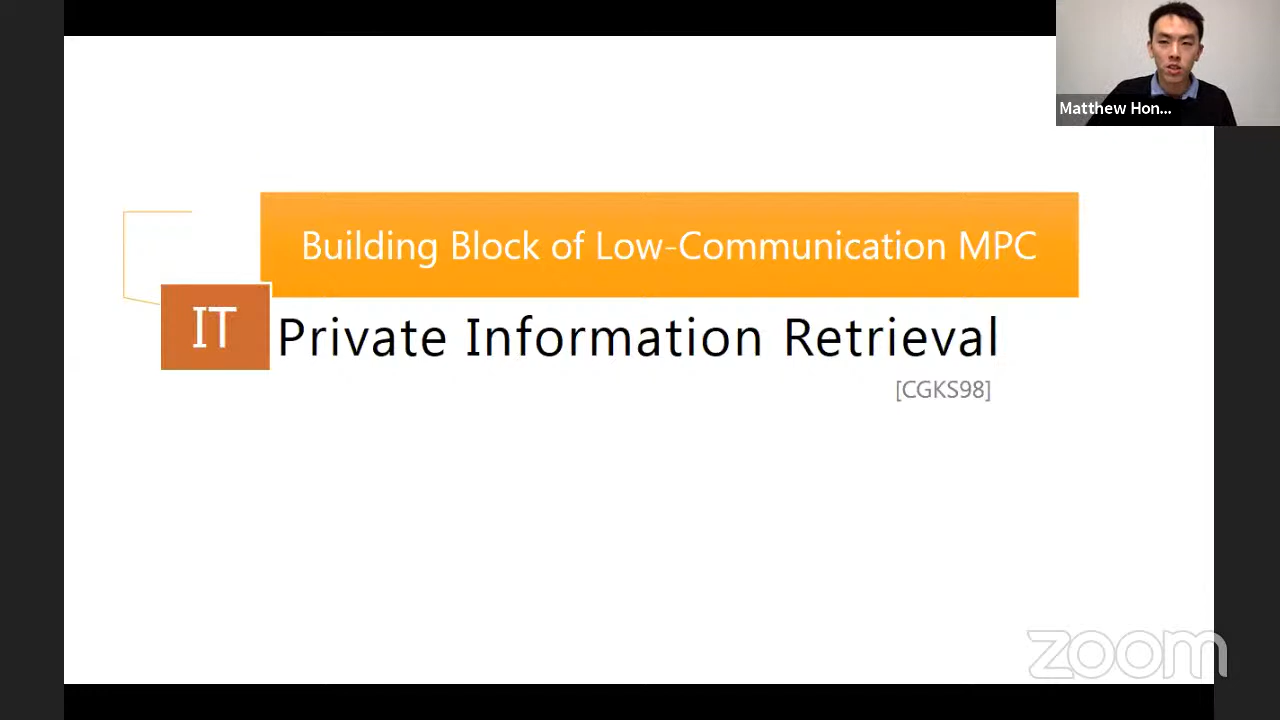 Matthew Hon...
Building Block of Low-Communication MPC
IT Private Information Retrieval
[CGKS98]
zoom